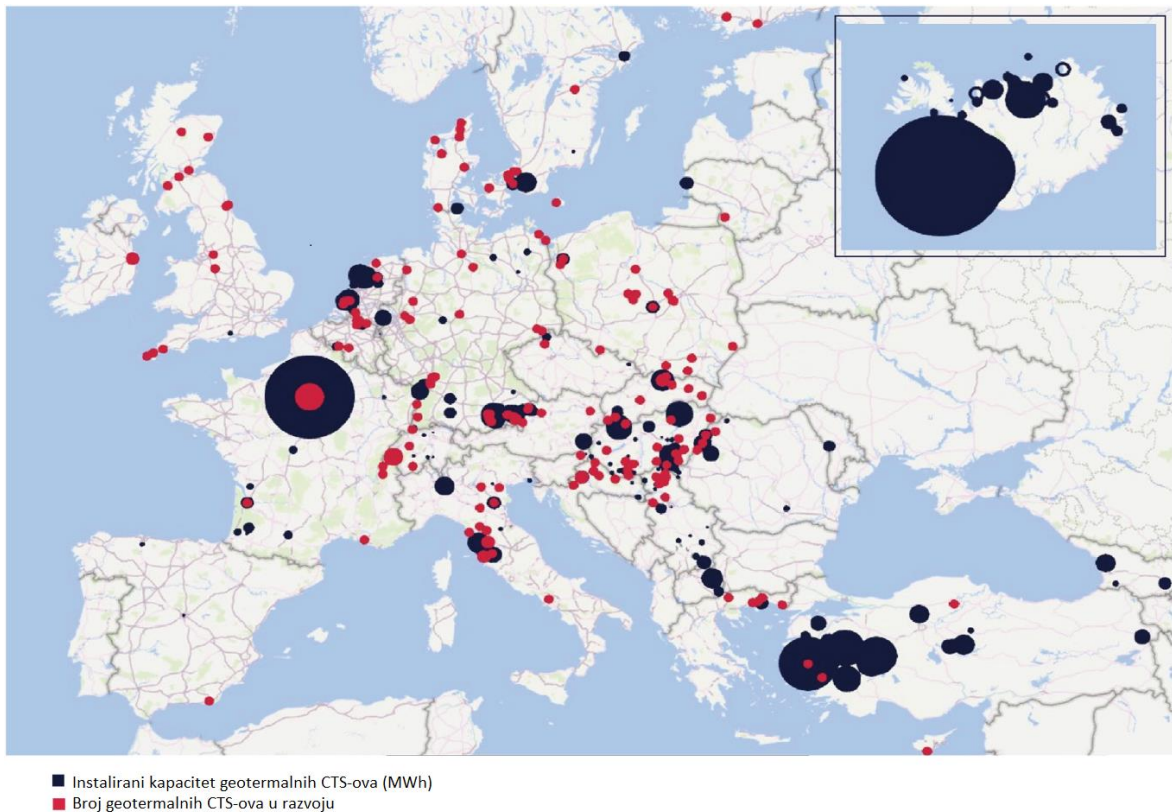 Instalirani kapacitet geotermalnih CTS-ova (MWh)
Broj geotermalnih CTS-ova u razvoju